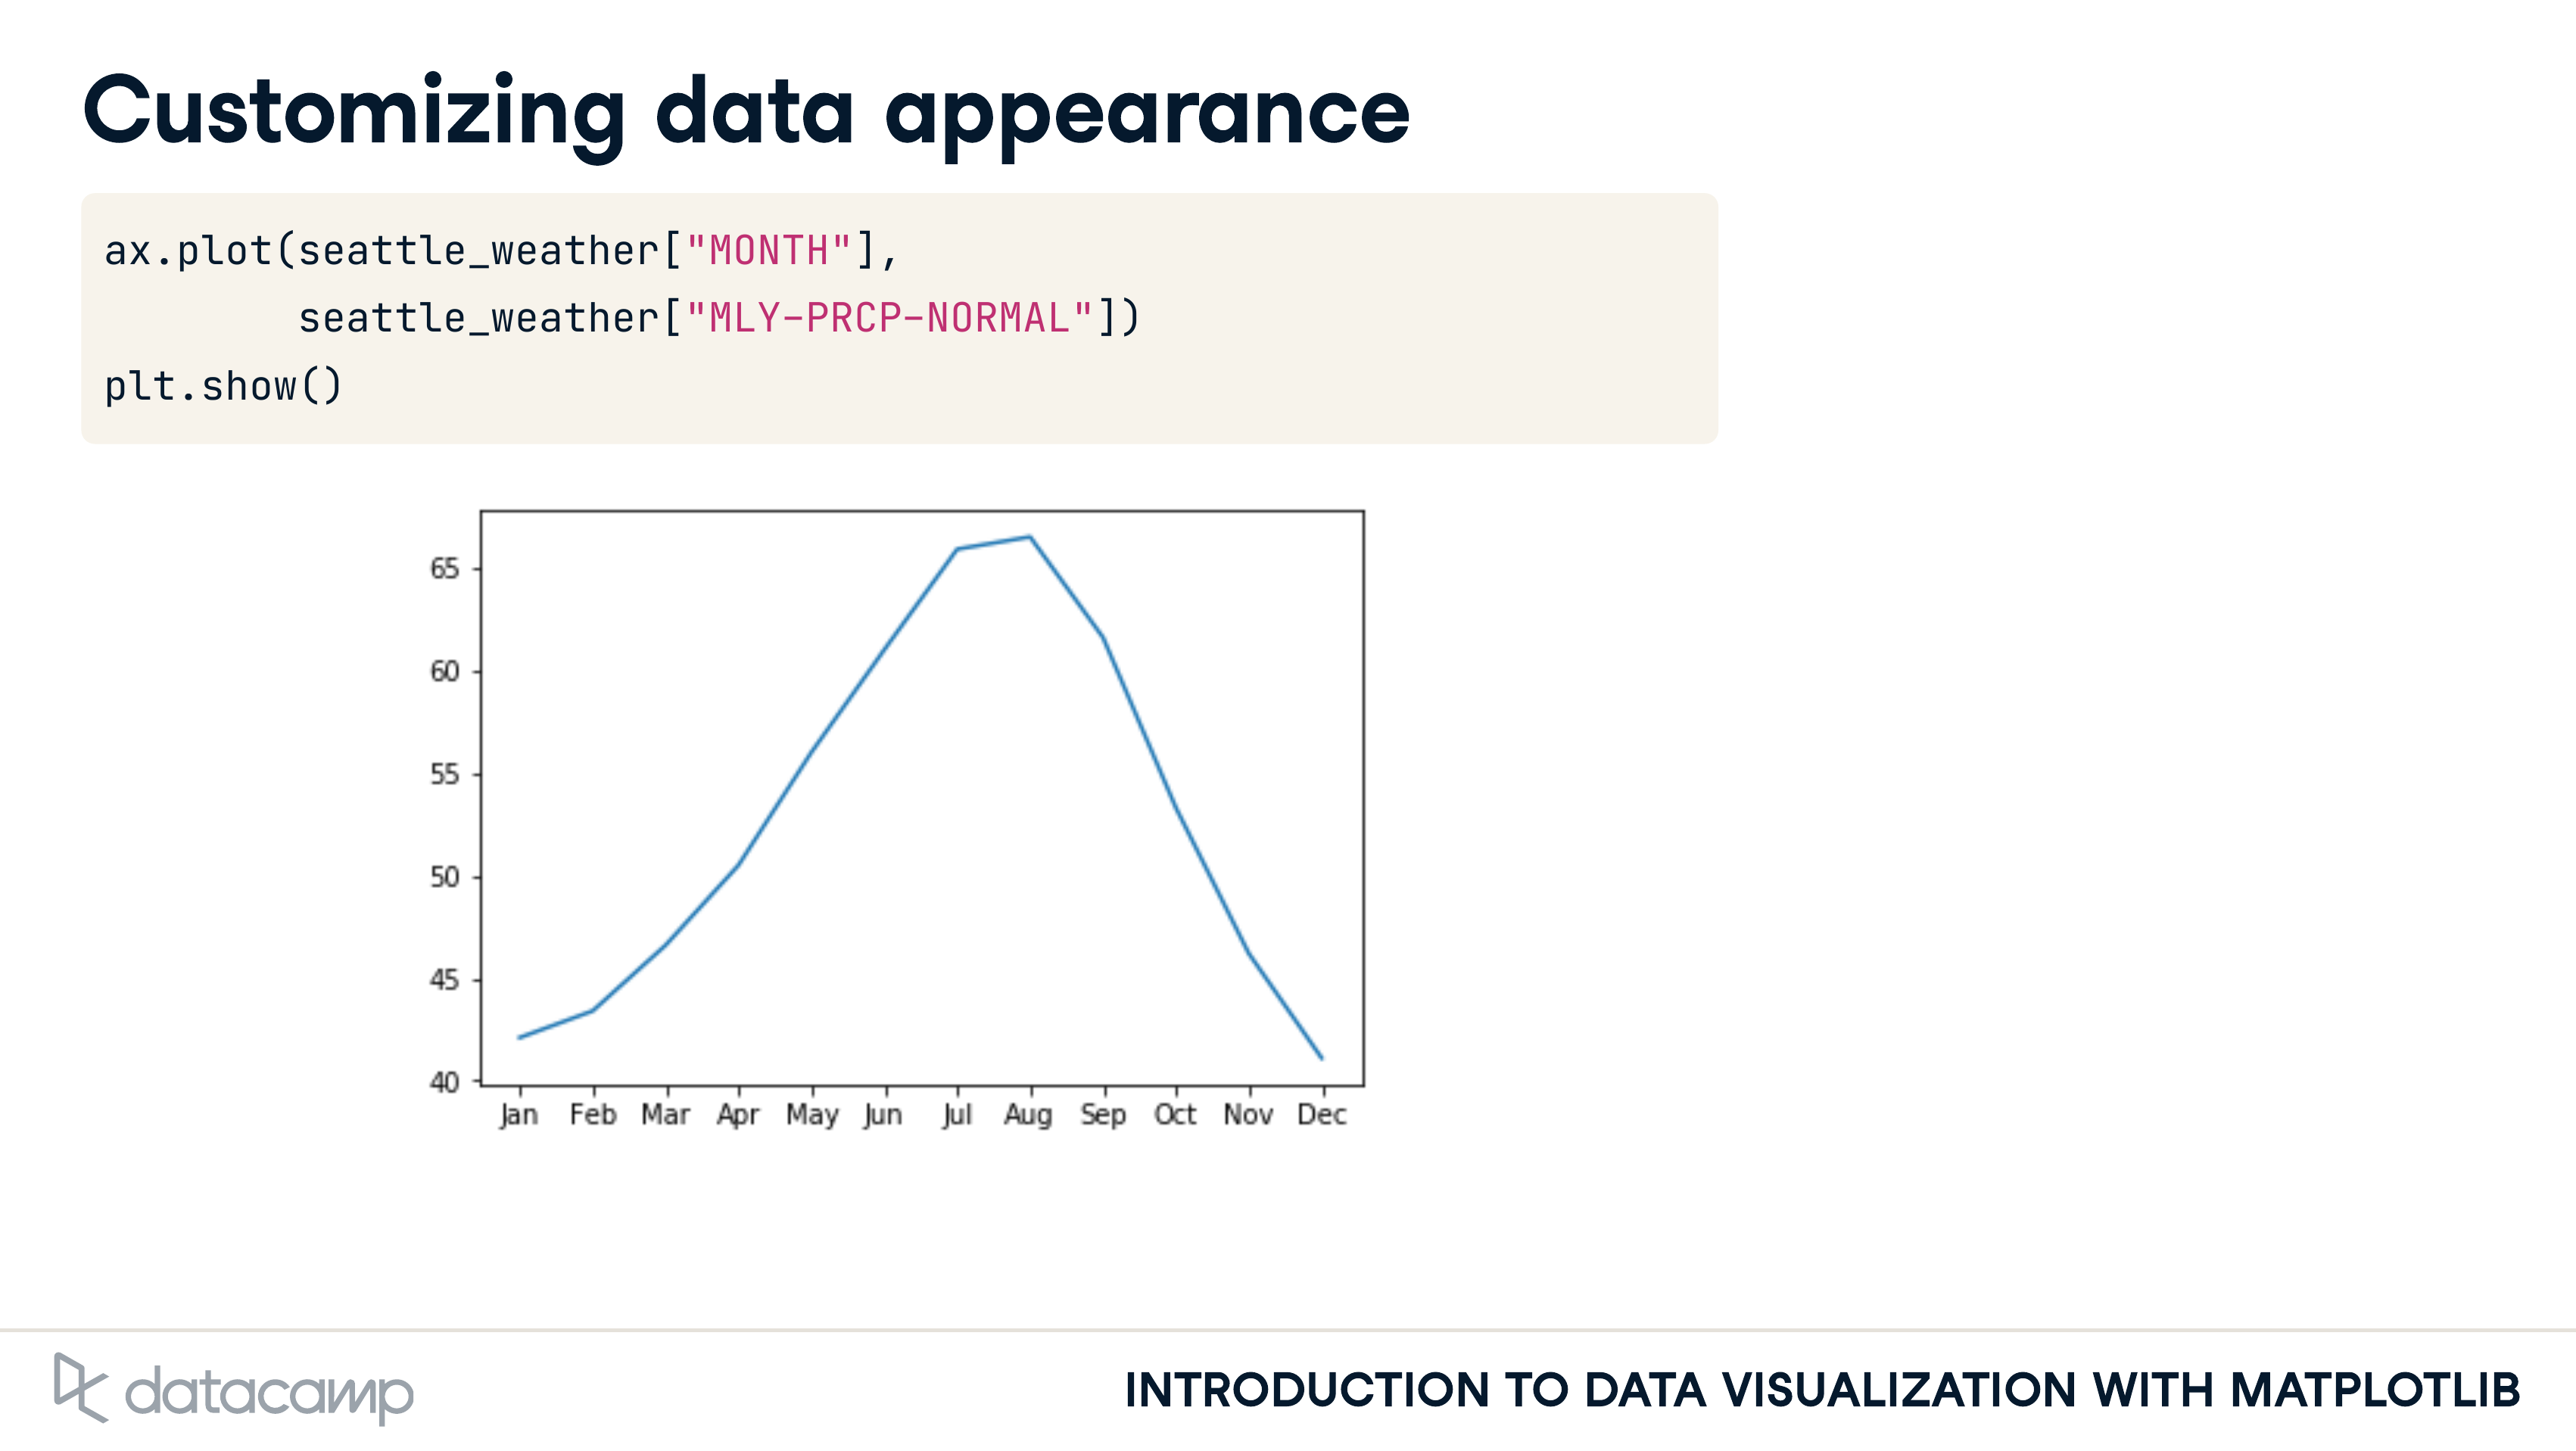 Customizing data appearance
ax.plot(seattle_weather["MONTH"],
        seattle_weather["MLY-PRCP-NORMAL"])
plt.show()
65
60
55
50
45
40
Jan Feb Mar Apr May Jun Jul Aug Sep Oct Nov Dec
datacamp
INTRODUCTION TO DATA VISUALIZATION WITH MATPLOTLIB